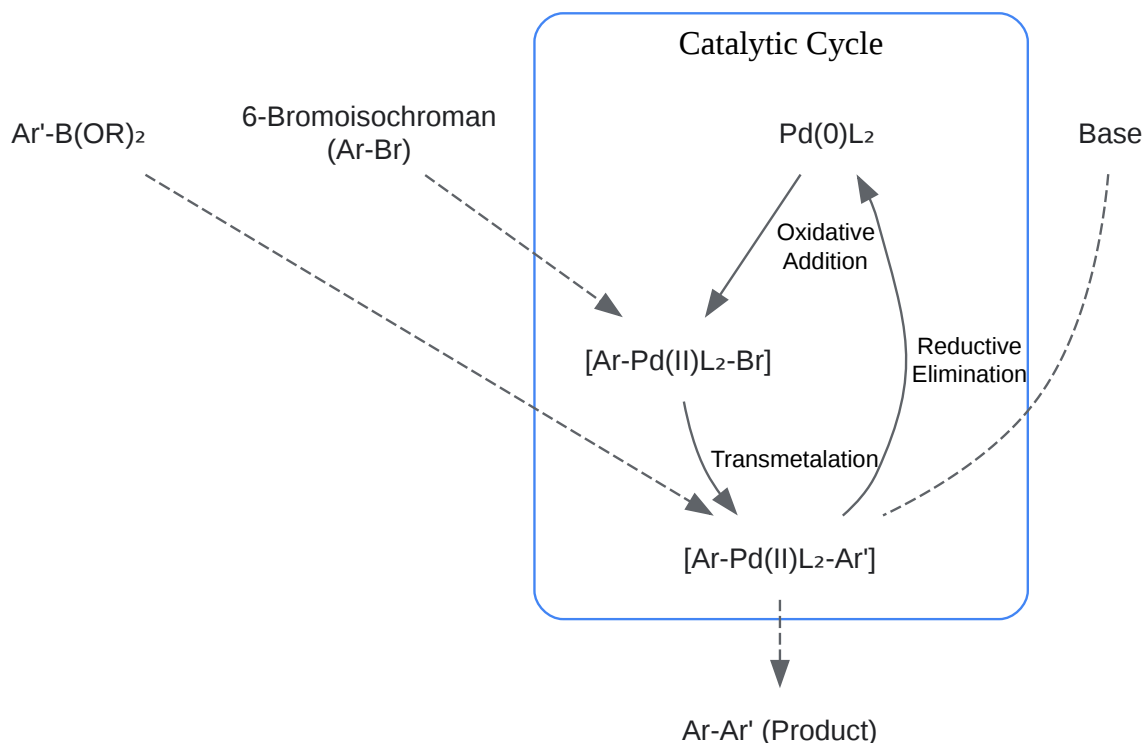 Catalytic Cycle
Ar'-B(OR)₂
6-Bromoisochroman
(Ar-Br)
Pd(0)L₂
Base
Oxidative
Addition
[Ar-Pd(II)L₂-Br]
Reductive
Elimination
Transmetalation
[Ar-Pd(II)L₂-Ar']
Ar-Ar' (Product)